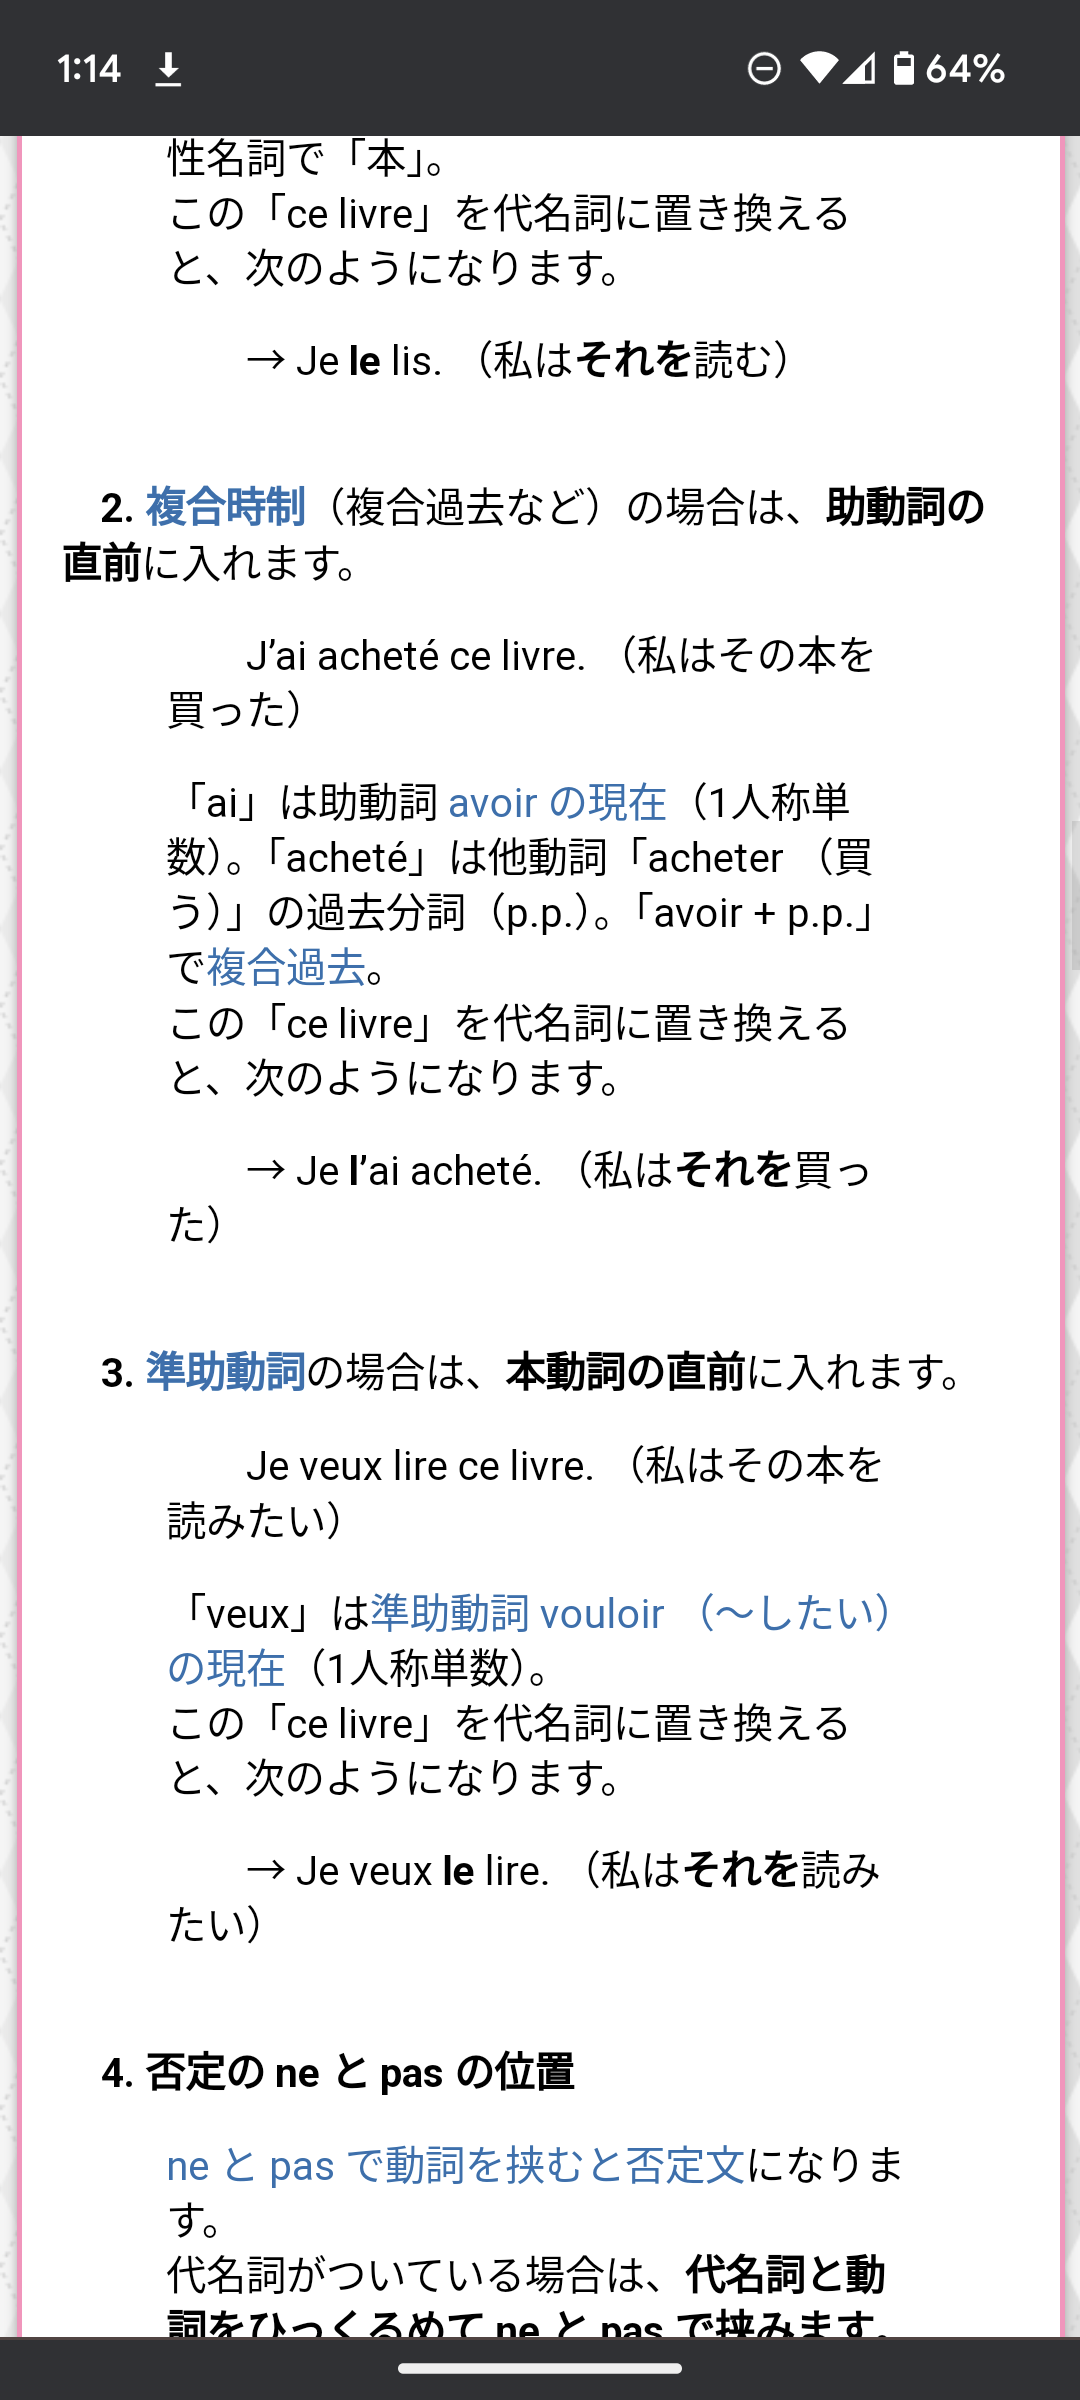 1:14
64%
性名詞で「本」。
この「ce livre」を代名詞に置き換える
と、次のようになります。
→ Je le lis. （私はそれを読む）
2. 複合時制（複合過去など）の場合は、助動詞の
直前に入れます。
J’ai acheté ce livre. （私はその本を
買った）
「ai」は助動詞 avoir の現在（1人称単
数）。「acheté」は他動詞「acheter （買
う）」の過去分詞（p.p.）。「avoir + p.p.」
で複合過去。
この「ce livre」を代名詞に置き換える
と、次のようになります。
→ Je l’ai acheté. （私はそれを買っ
た）
3. 準助動詞の場合は、本動詞の直前に入れます。
Je veux lire ce livre. （私はその本を
読みたい）
「veux」は準助動詞 vouloir （～したい）
の現在（1人称単数）。
この「ce livre」を代名詞に置き換える
と、次のようになります。
→ Je veux le lire. （私はそれを読み
たい）
4. 否定の ne と pas の位置
ne と pas で動詞を挟むと否定文になりま
す。
代名詞がついている場合は、代名詞と動
詞をひっくるめて ne と pas で挟みます。